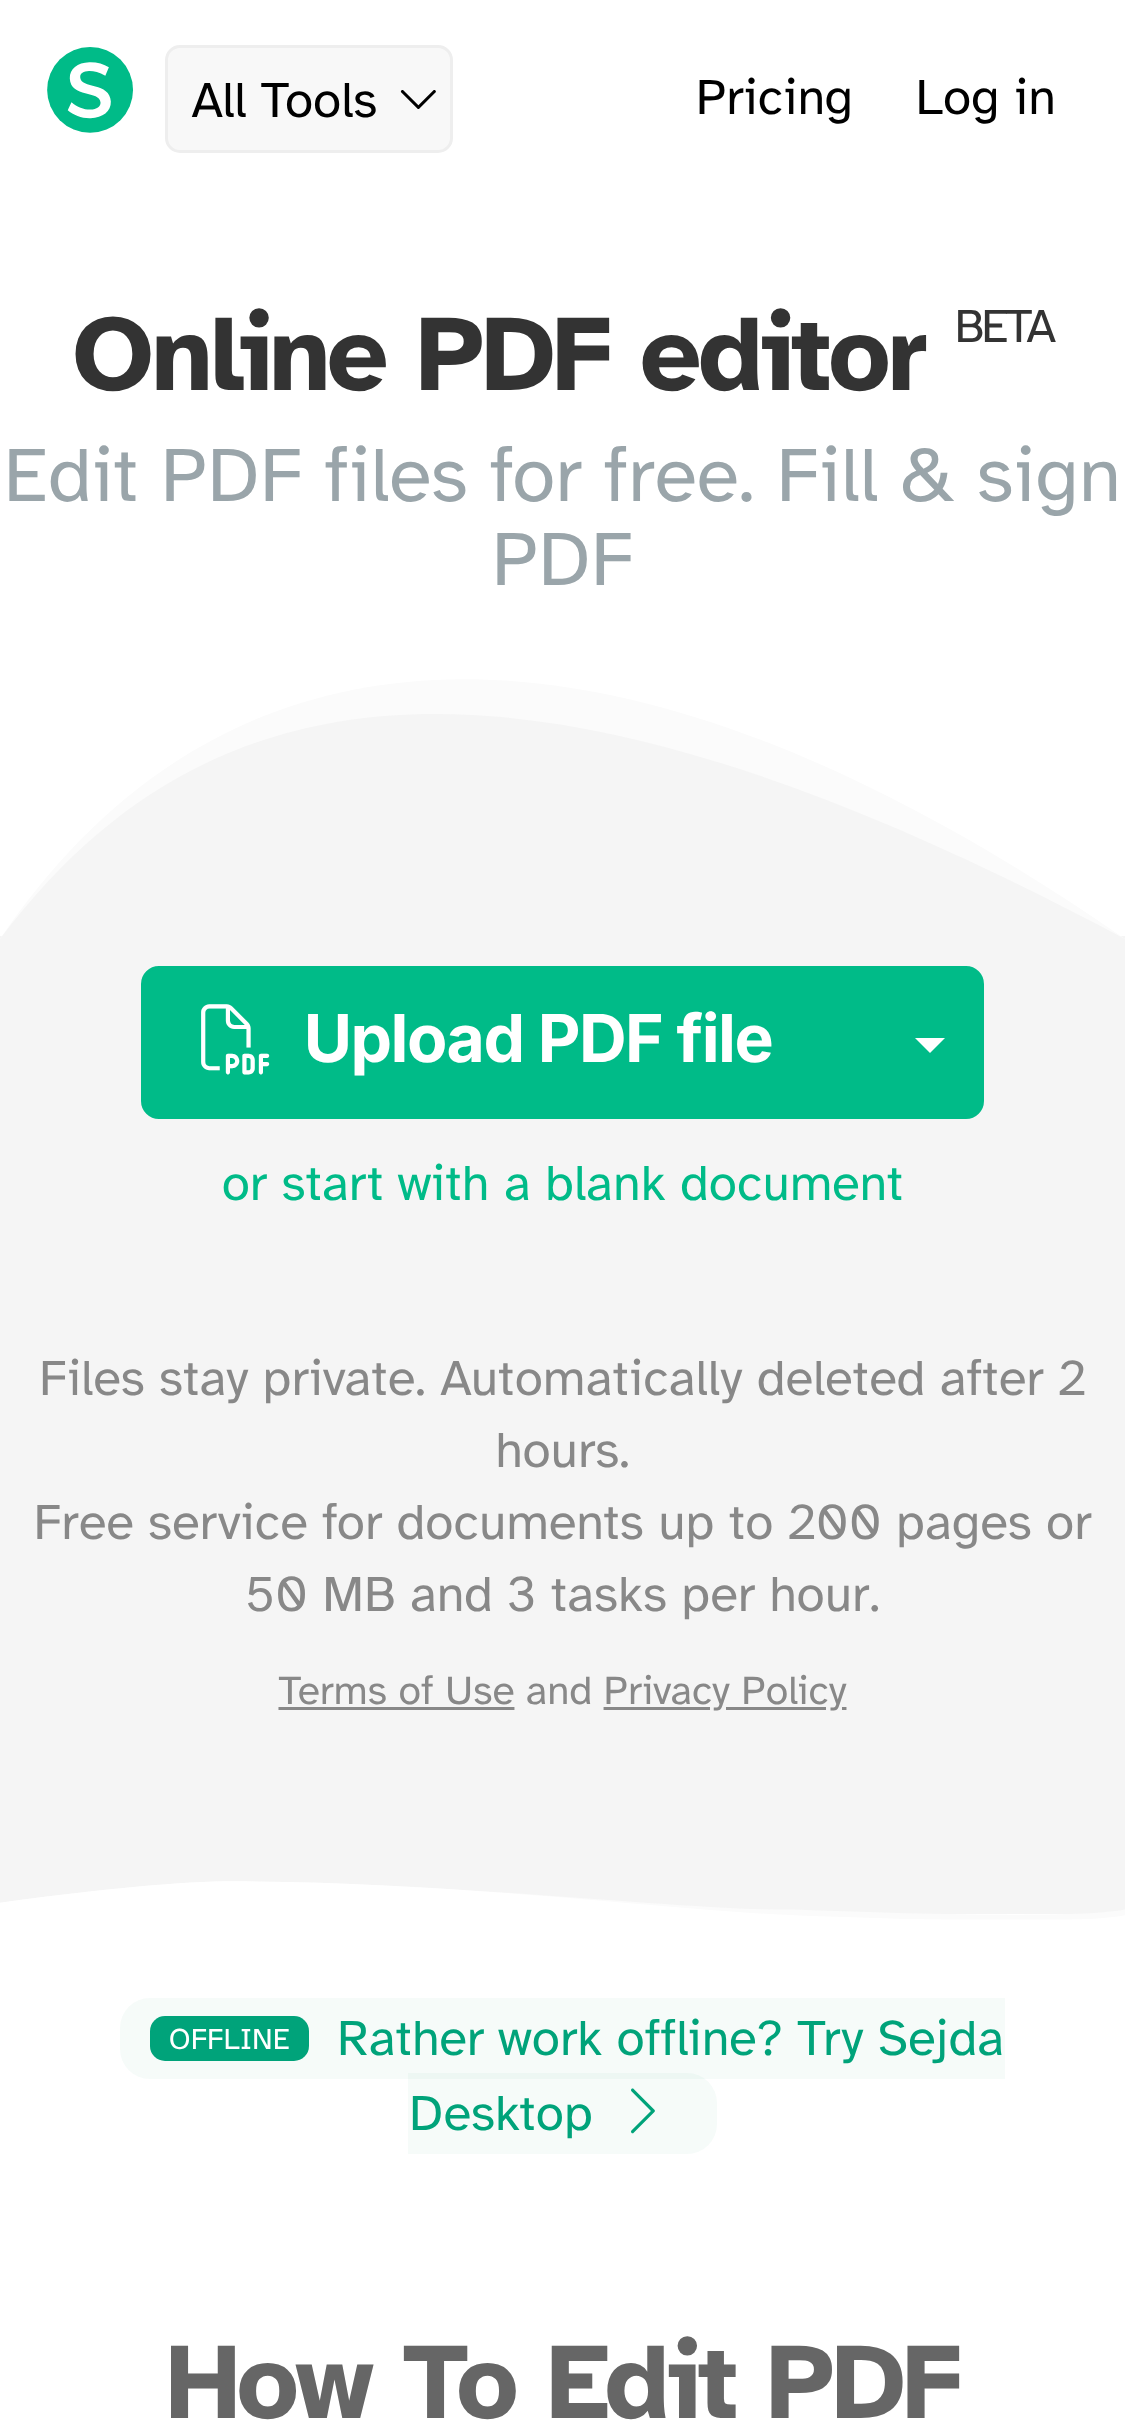 S
All Tools
Pricing
Log in
Online PDF editor BETA
Edit PDF files for free. Fill & sign
PDF
PDF
Upload PDF file
or start with a blank document
Files stay private. Automatically deleted after 2
hours.
Free service for documents up to 200 pages or
50 MB and 3 tasks per hour.
Terms of Use and Privacy Policy
OFFLINE Rather work offline? Try Sejda
Desktop
How To Edit PDF